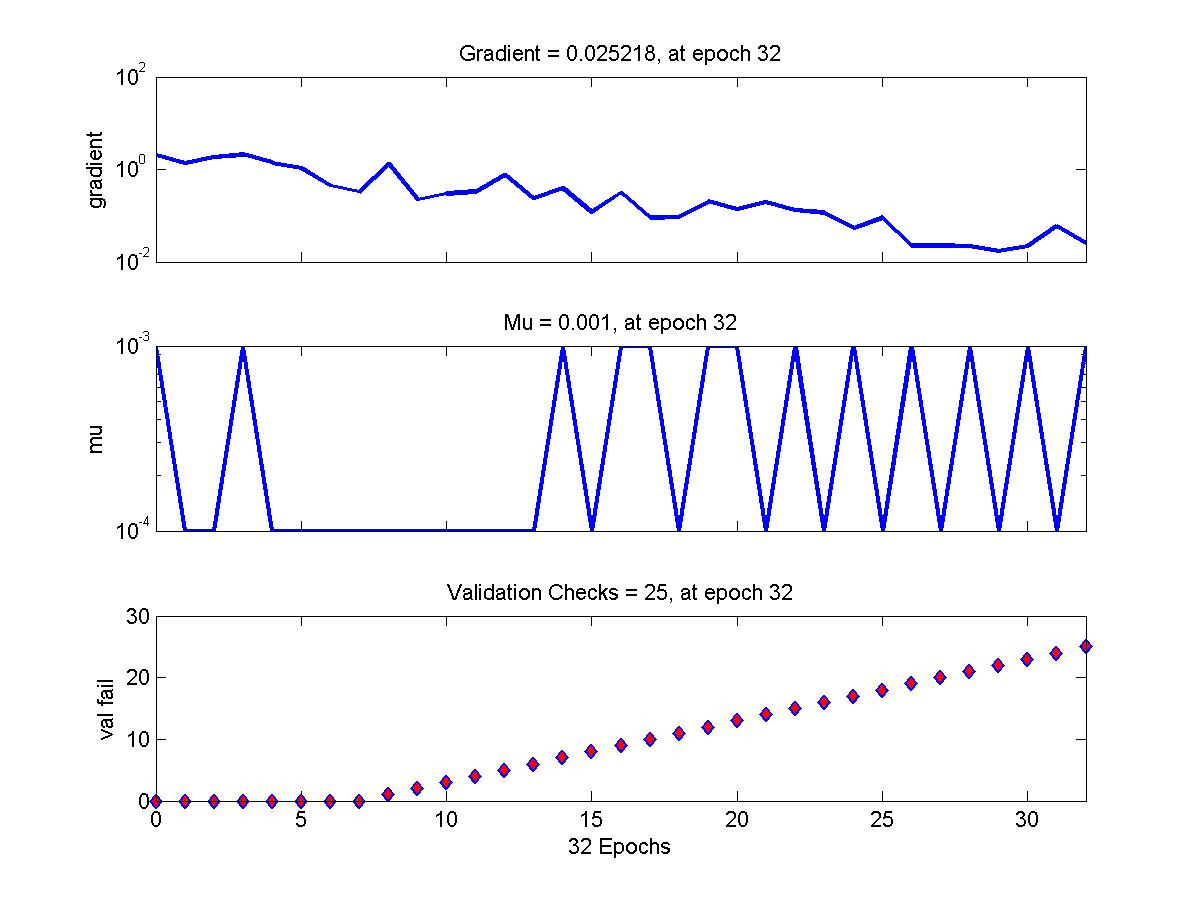 Gradient = 0.025218, at epoch 32
10^2
10^0
10^-2
gradient
Mu = 0.001, at epoch 32
10^-3
10^-4
mu
Validation Checks = 25, at epoch 32
30
20
10
0
val fail
0 5 10 15 20 25 30
32 Epochs